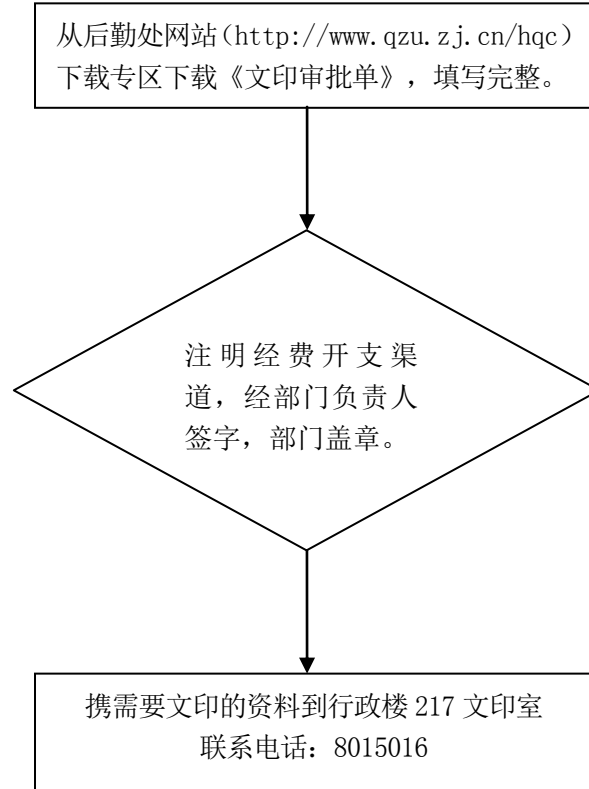 从后勤处网站(http://www.qzu.zj.cn/hqc)
下载专区下载《文印审批单》,填写完整。
注明经费开支渠
道,经部门负责人
签字,部门盖章。
携需要文印的资料到行政楼 217 文印室
联系电话:8015016